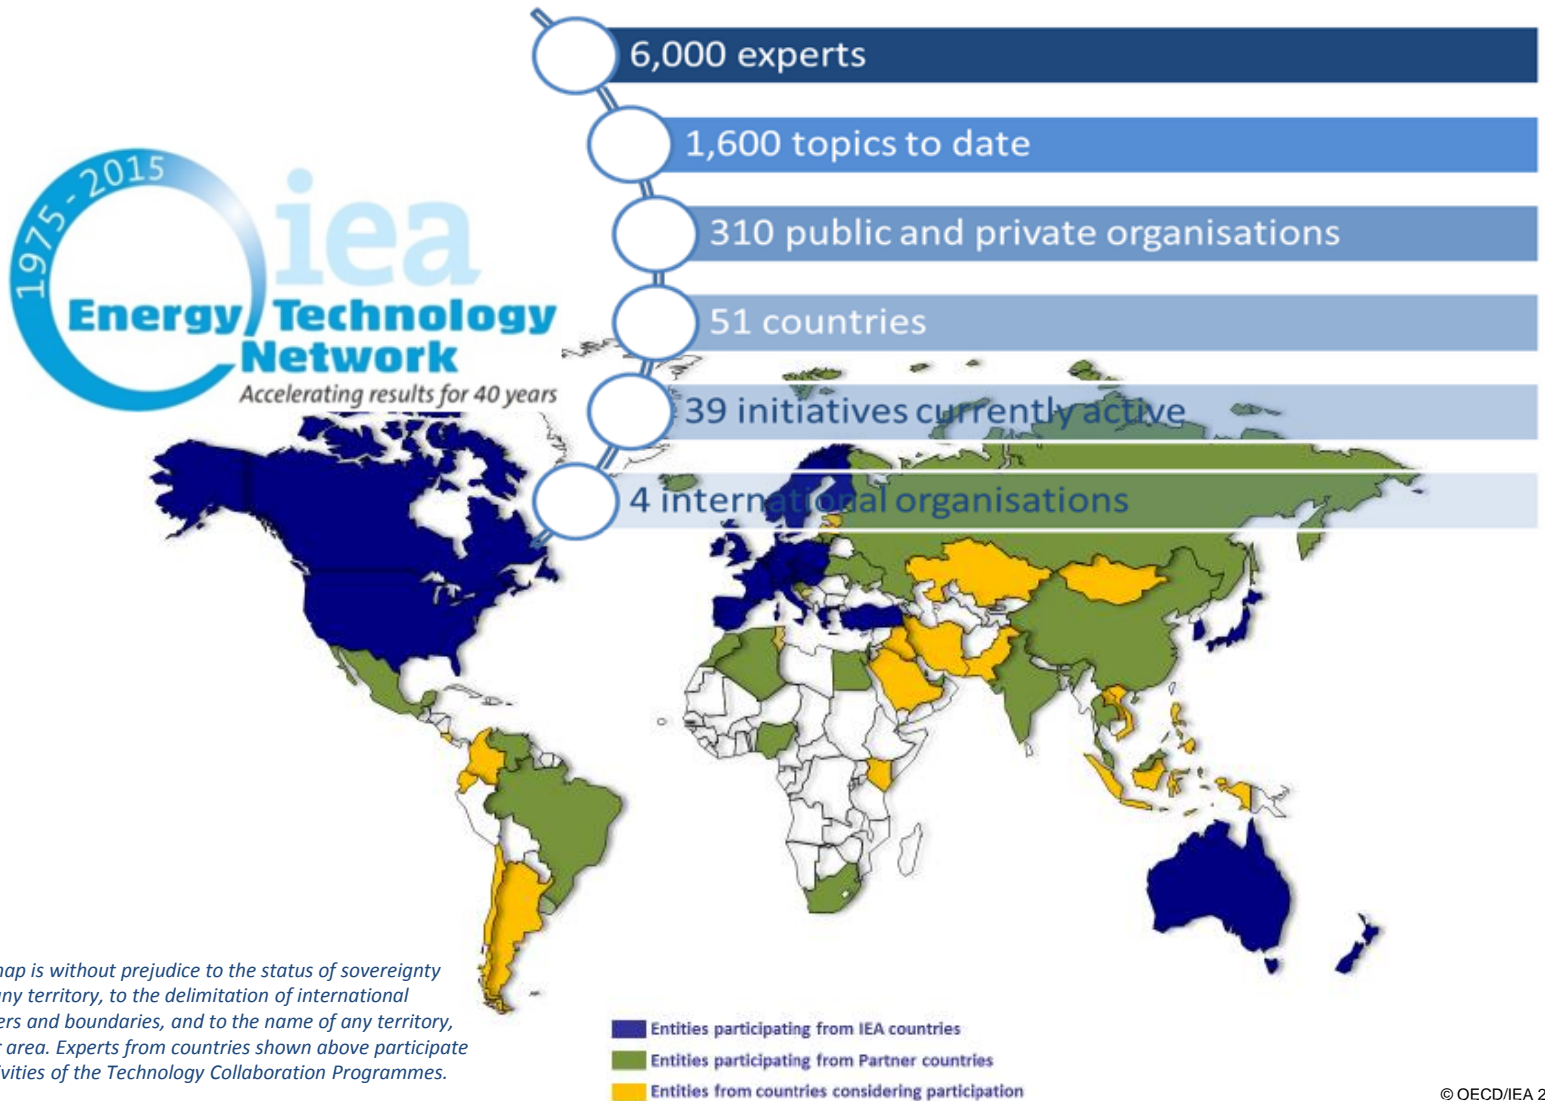 6,000 experts
1,600 topics to date
310 public and private organisations
51 countries
39 initiatives currently active
4 international organisations
1975 - 2015
iea
Energy Technology
Network
Accelerating results for 40 years
map is without prejudice to the status of sovereignty
any territory, to the delimitation of international
and boundaries, and to the name of any territory,
area. Experts from countries shown above participate
of the Technology Collaboration Programmes.
Entities participating from IEA countries
Entities participating from Partner countries
Entities from countries considering participation
© OECD/IEA 2